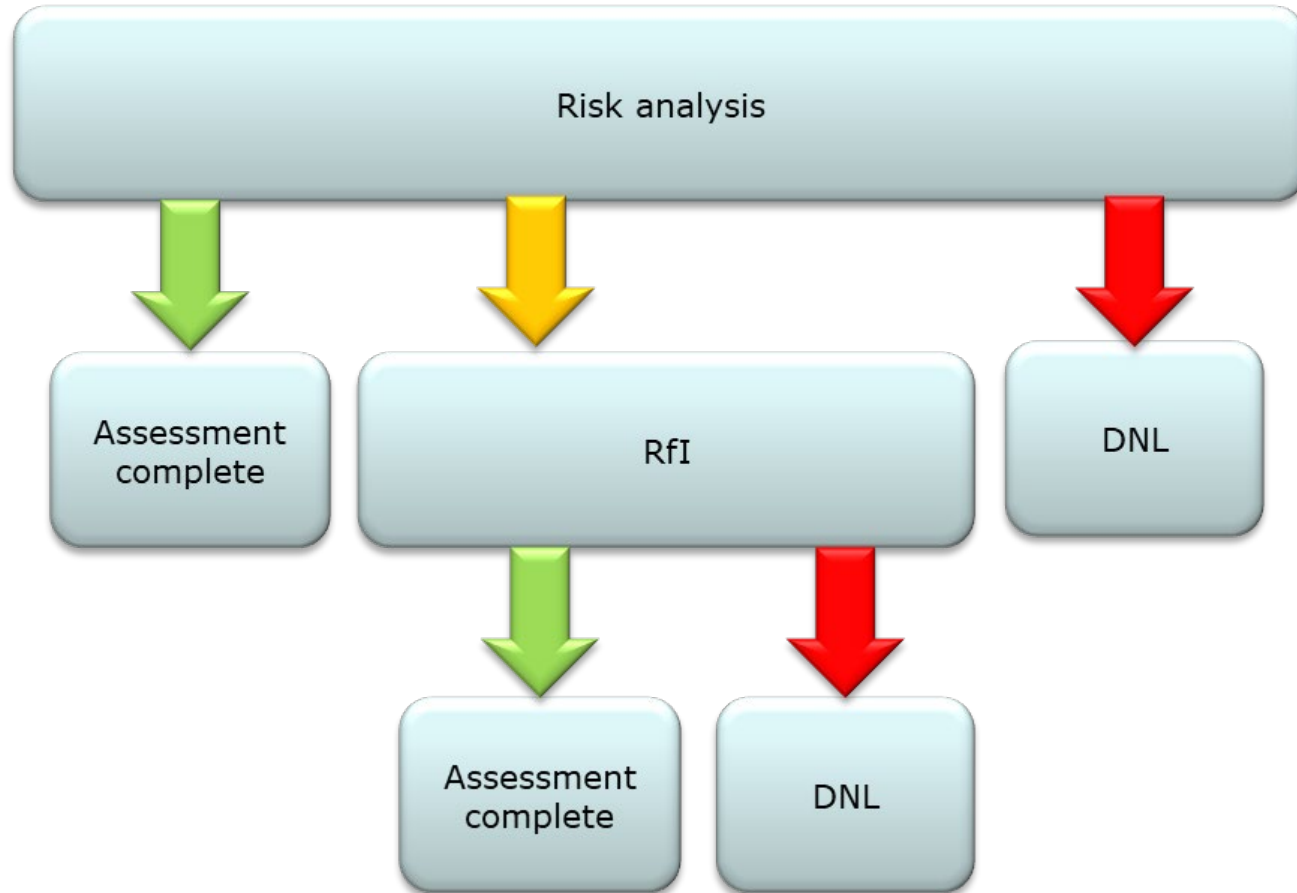 Risk analysis
Assessment
complete
RfI
DNL
Assessment
complete
DNL